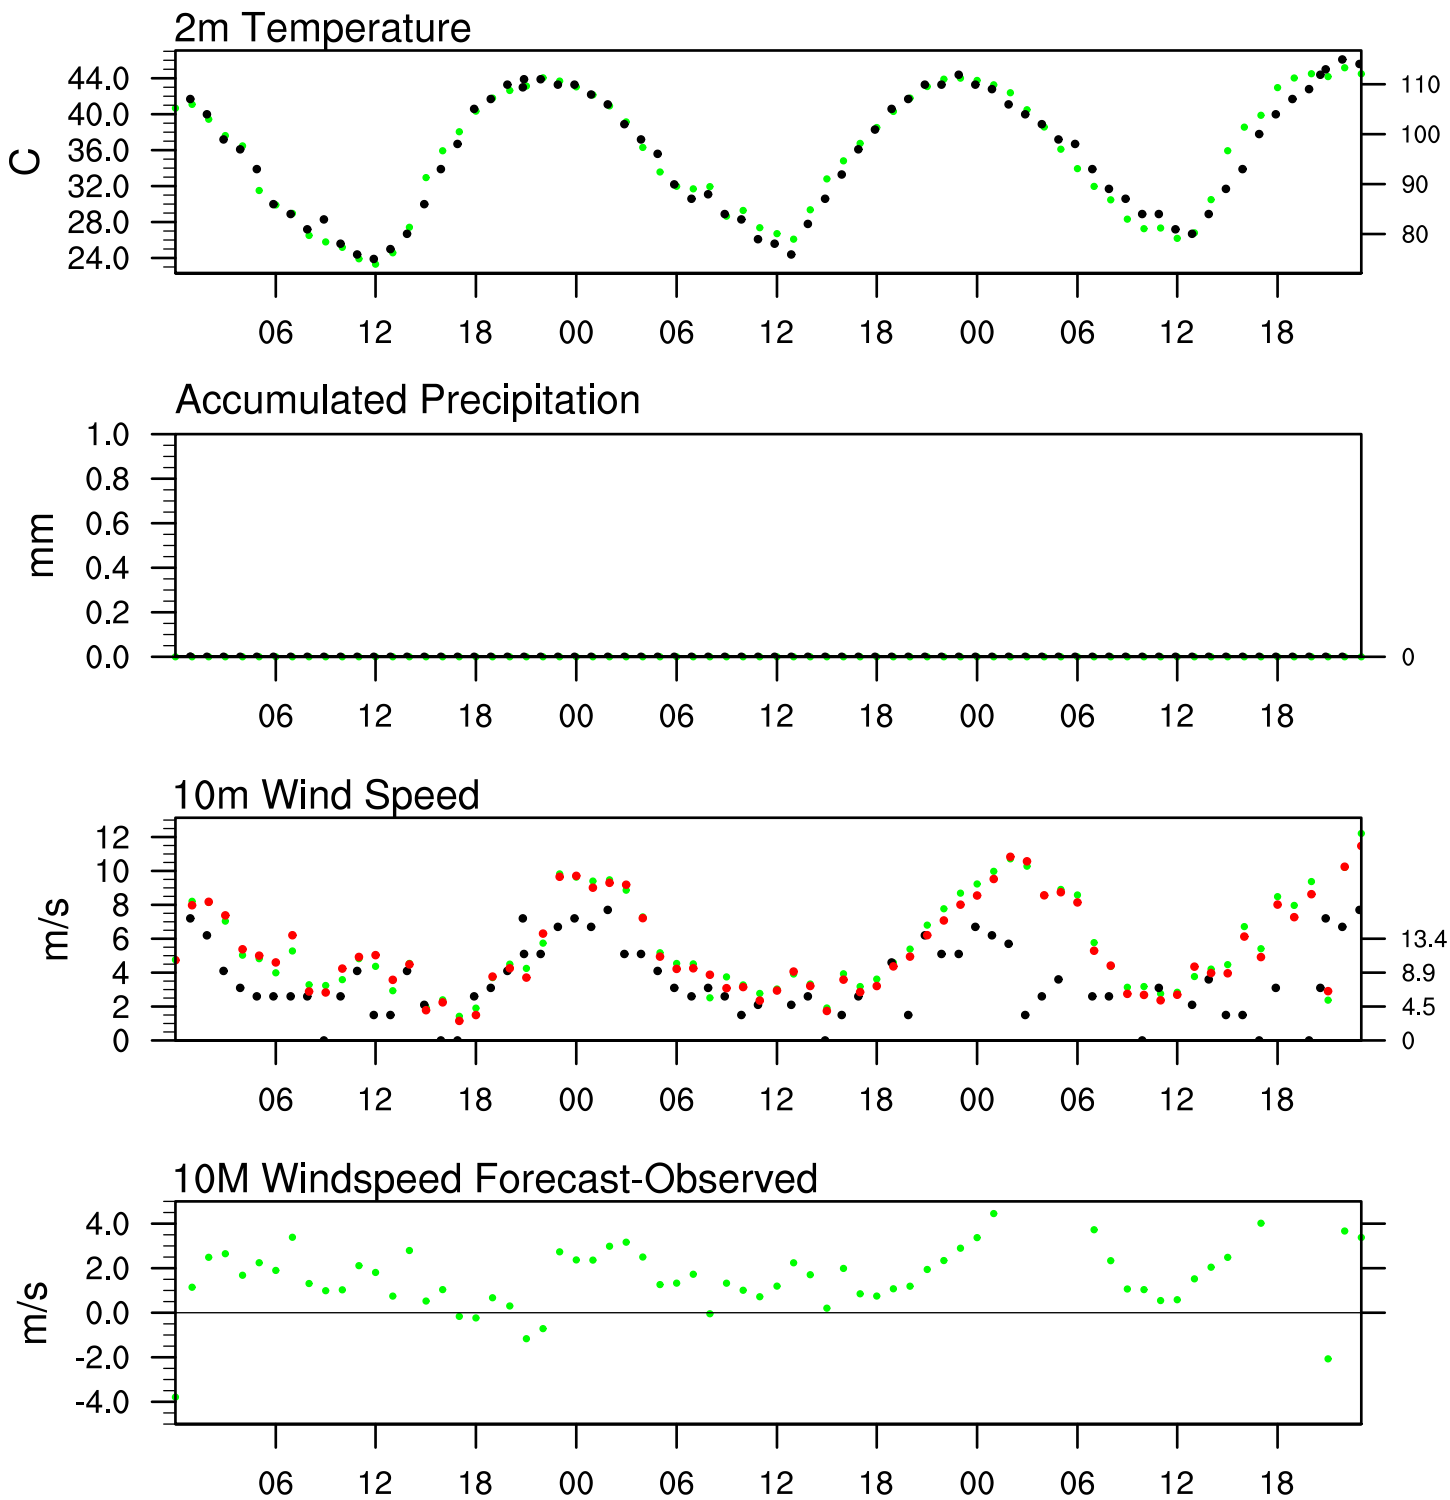 2m Temperature
C
44.0
40.0
36.0
32.0
28.0
24.0
110
100
90
80
06 12 18 00 06 12 18 00 06 12 18
Accumulated Precipitation
mm
1.0
0.8
0.6
0.4
0.2
0.0
0
06 12 18 00 06 12 18 00 06 12 18
10m Wind Speed
m/s
12
10
8
6
4
2
0
13.4
8.9
4.5
0
06 12 18 00 06 12 18 00 06 12 18
10M Windspeed Forecast-Observed
m/s
4.0
2.0
0.0
-2.0
-4.0
06 12 18 00 06 12 18 00 06 12 18